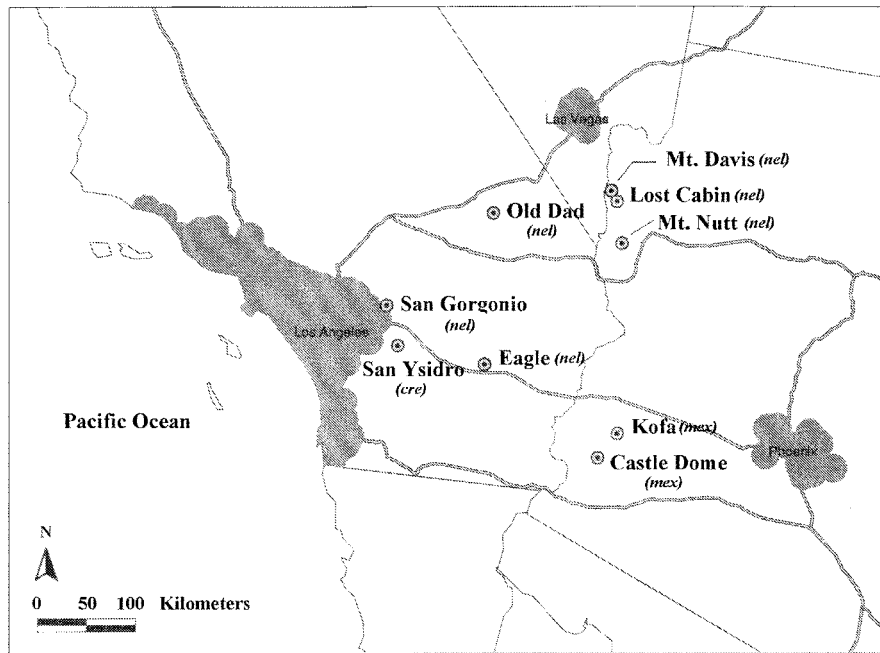 Las Vegas
Mt. Davis (nel)
Lost Cabin (nel)
Old Dad
(nel)
Mt. Nutt (nel)
San Gorgonio
(nel)
Los Angeles
San Ysidro
(cre)
Eagle (nel)
Pacific Ocean
Kofa (mex)
Phoenix
Castle Dome
(mex)
N
0 50 100 Kilometers